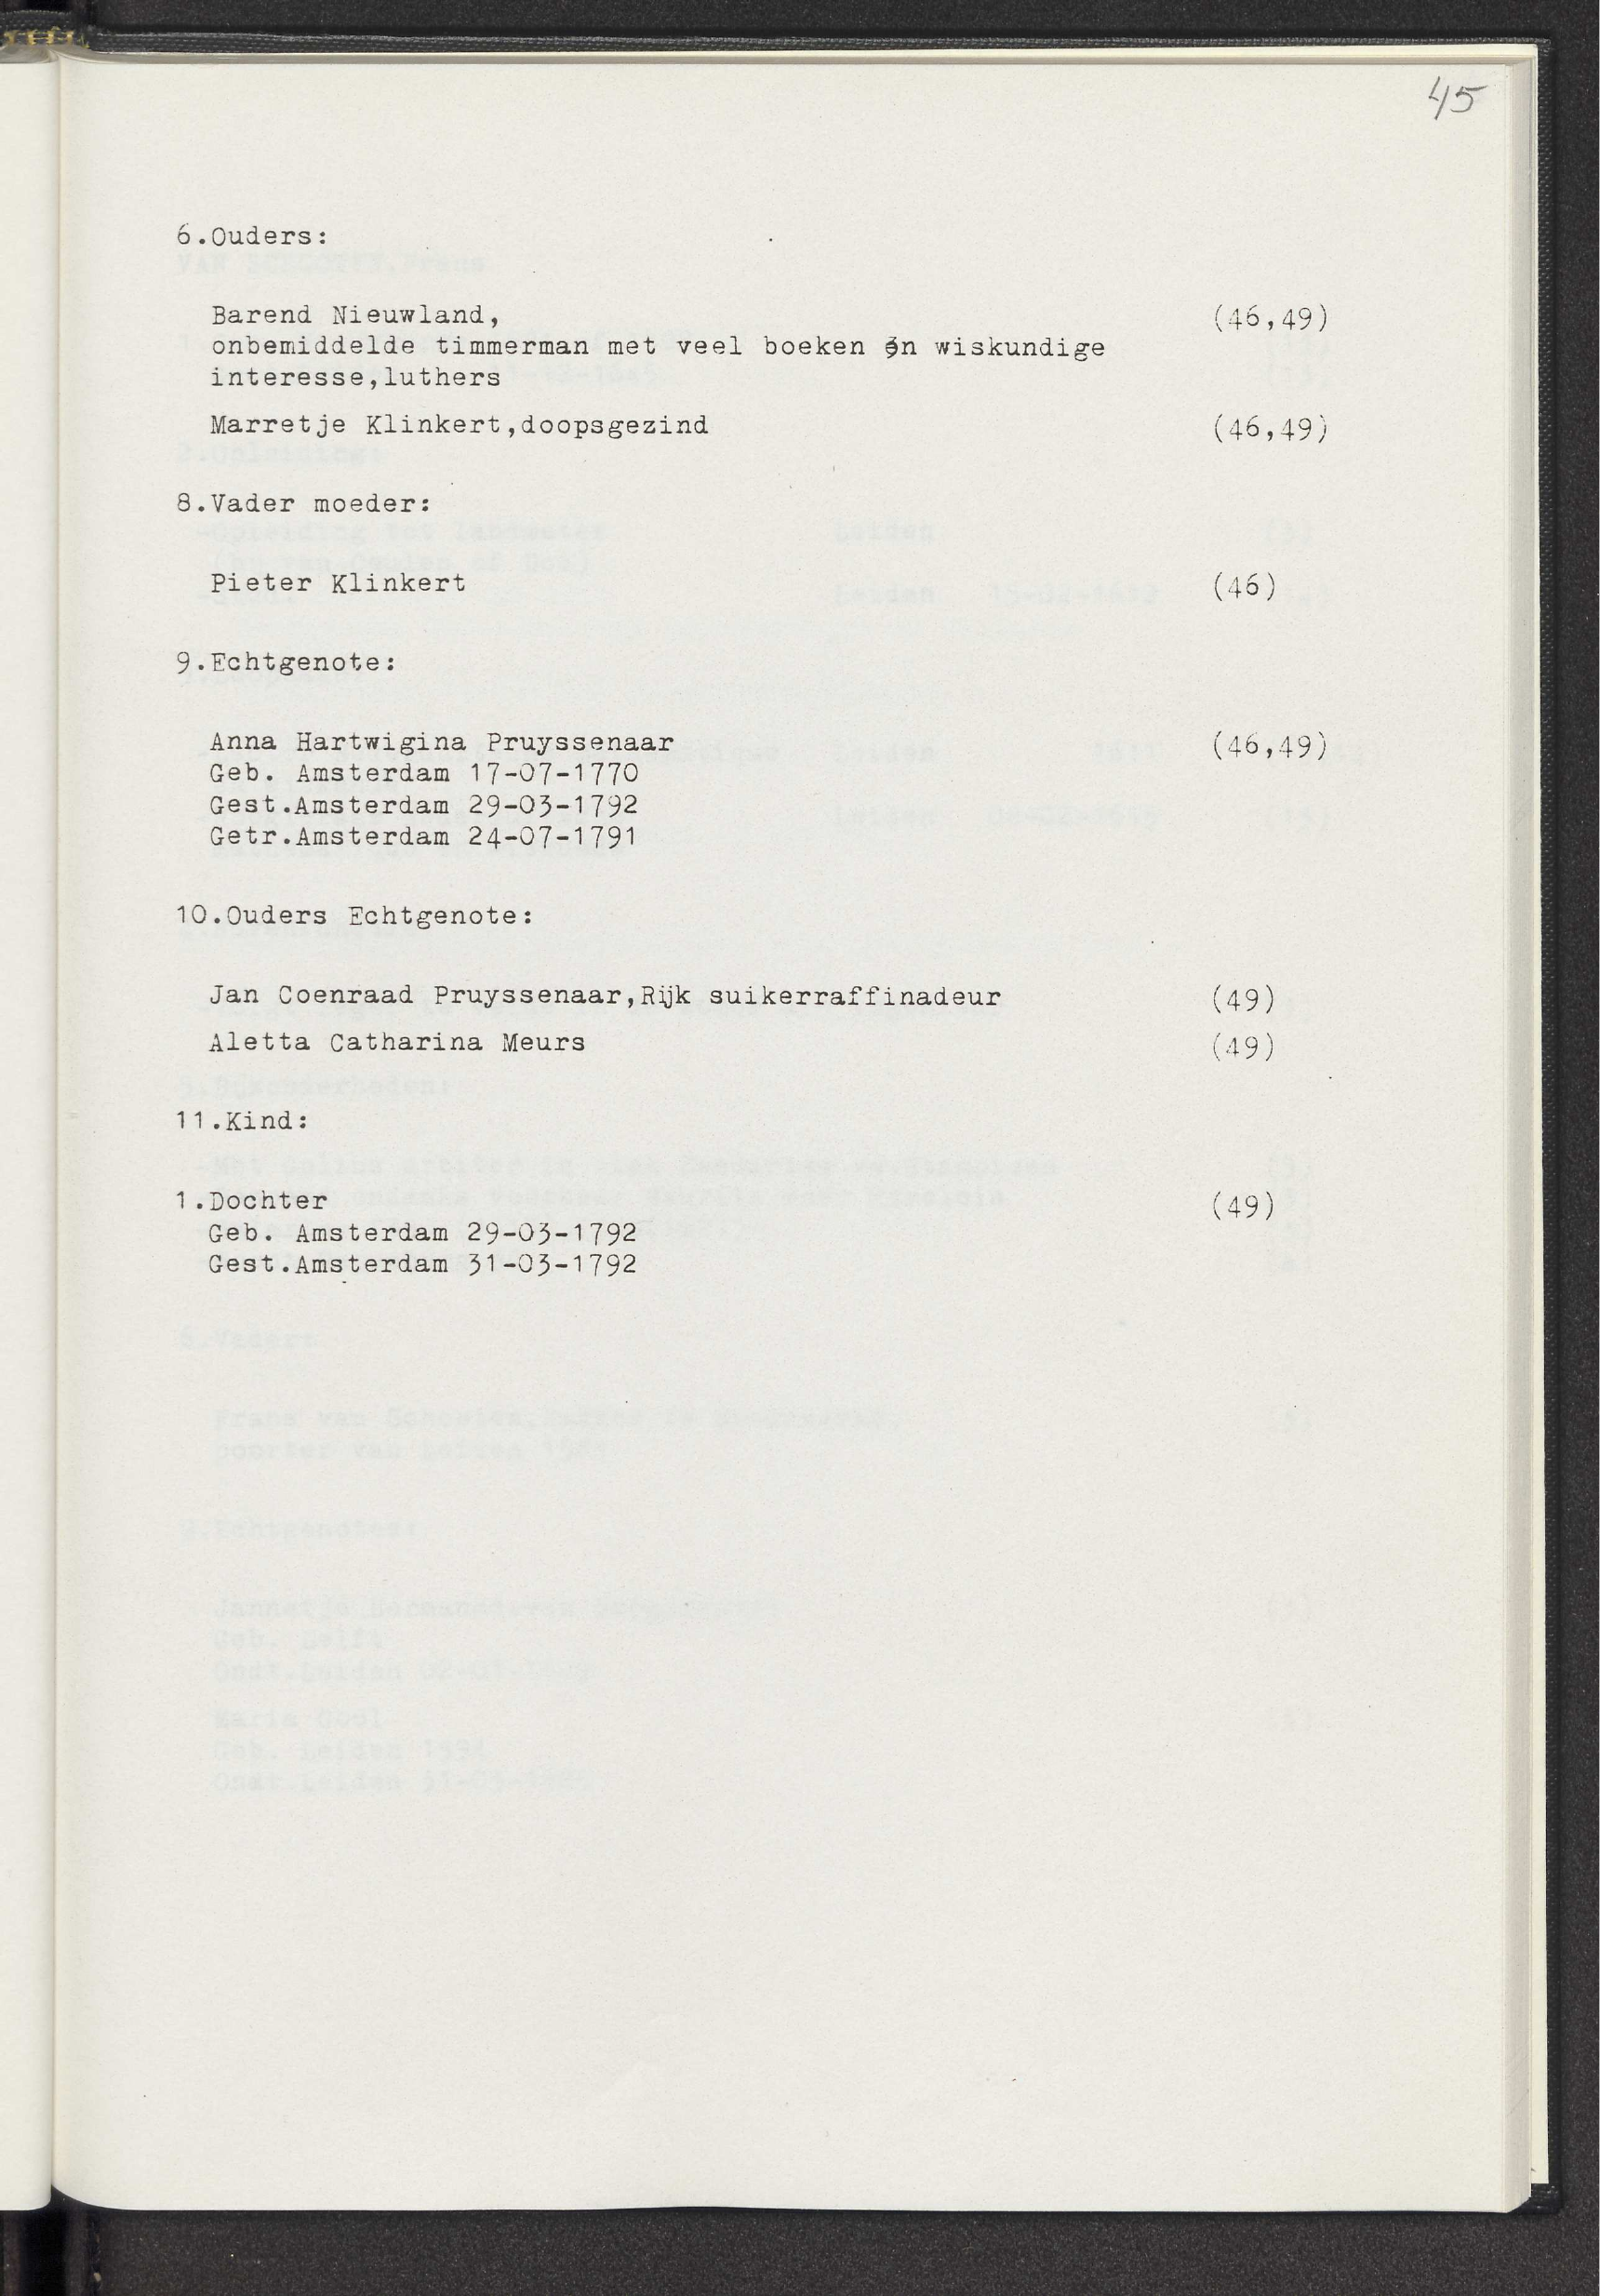 45
6.Ouders:
Barend Nieuwland, (46,49)
onbemiddelde timmerman met veel boeken en wiskundige
interesse,luthers
Marretje Klinkert,doopsgezind (46,49)
8.Vader moeder:
Pieter Klinkert (46)
9.Echtgenote:
Anna Hartwigina Pruyssenaar (46,49)
Geb. Amsterdam 17-07-1770
Gest.Amsterdam 29-03-1792
Getr.Amsterdam 24-07-1791
10.Ouders Echtgenote:
Jan Coenraad Pruyssenaar,Rijk suikerraffinadeur (49)
Aletta Catharina Meurs (49)
11.Kind:
1.Dochter (49)
Geb. Amsterdam 29-03-1792
Gest.Amsterdam 31-03-1792